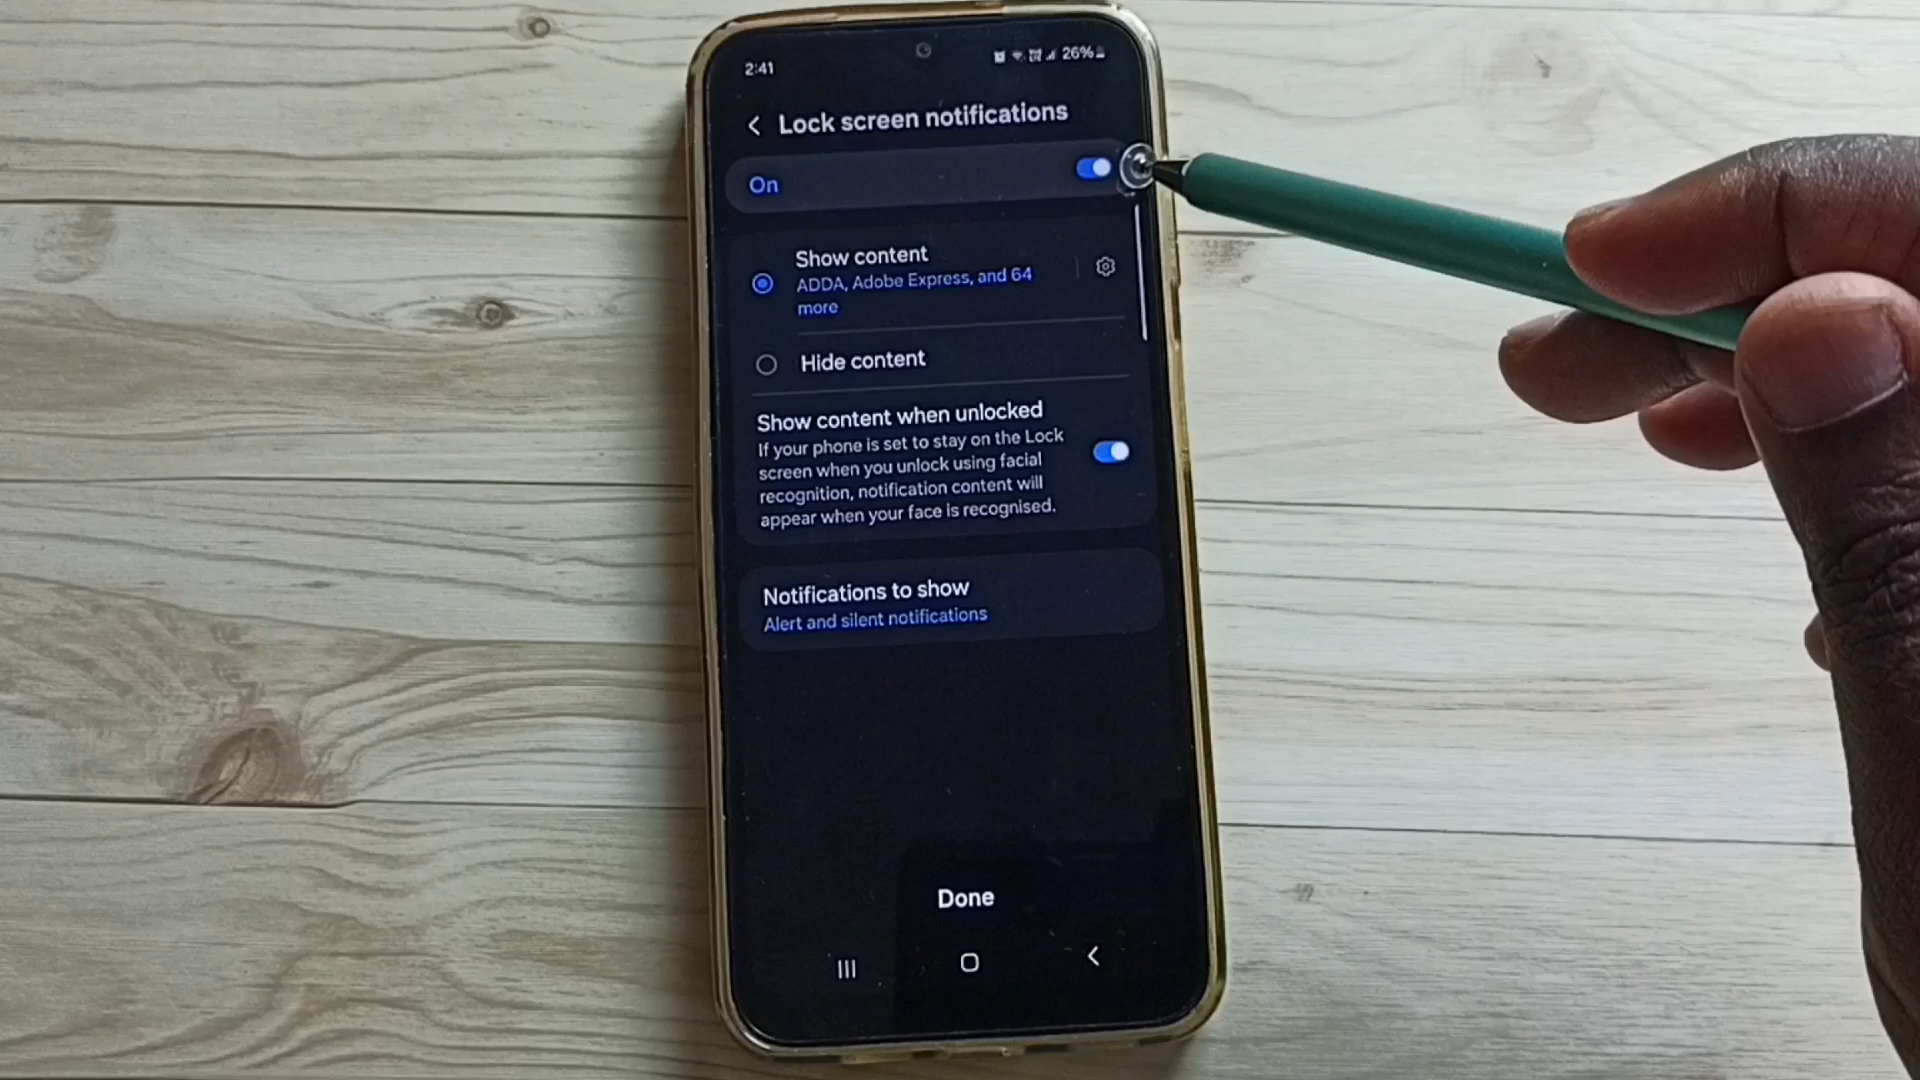 2:41
26%
Lock screen notifications
On
Show content
ADDA, Adobe Express, and 64
more
Hide content
Show content when unlocked
If your phone is set to stay on the Lock
screen when you unlock using facial
recognition, notification content will
appear when your face is recognised.
Notifications to show
Alert and silent notifications
Done